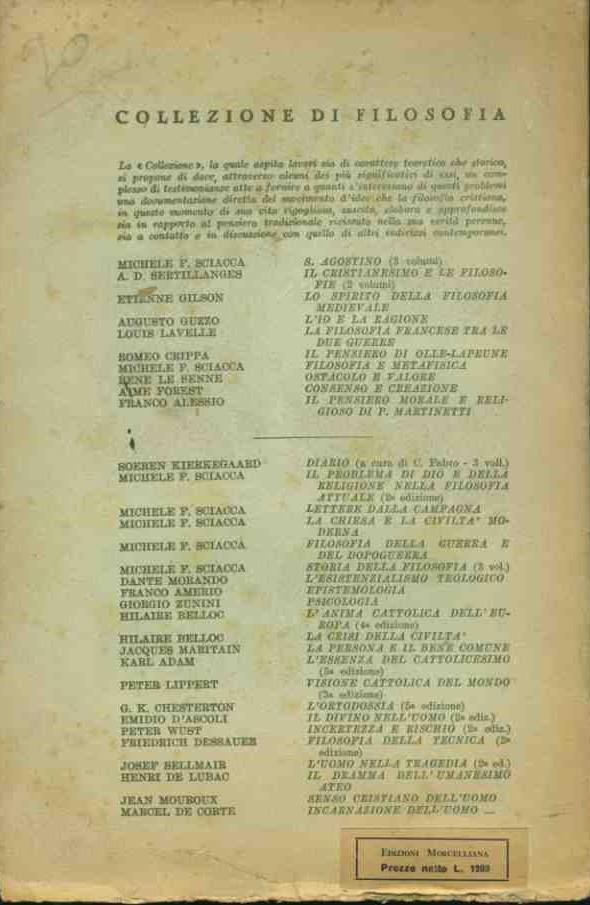 COLLEZIONE DI FILOSOFIA
La « Collezione », la quale ospita lavori sia di carattere teoretico che storico,
si propone di dare, attraverso alcuni dei più significativi di essi, un com-
plesso di testimonianze atte a fornire a quanti s'interessano di questi problemi
una documentazione diretta del movimento d'idee che la filosofia cristiana,
in questo momento di sua vita rigogliosa, suscita, elabora e approfondisce
sia in rapporto al pensiero tradizionale rivissuto nella sua verità perenne,
sia a contatto e in discussione con quello di altri indirizzi contemporanei.
MICHELE F. SCIACCA S. AGOSTINO (3 volumi)
A. D. SERTILLANGES IL CRISTIANESIMO E LE FILOSO-
FIE (2 volumi)
ETIENNE GILSON LO SPIRITO DELLA FILOSOFIA
MEDIEVALE
AUGUSTO GUZZO L'IO E LA RAGIONE
LOUIS LAVELLE LA FILOSOFIA FRANCESE TRA LE
DUE GUERRE
ROMEO CRIPPA IL PENSIERO DI OLLE-LAPRUNE
MICHELE F. SCIACCA FILOSOFIA E METAFISICA
RENE LE SENNE OSTACOLO E VALORE
AIME FOREST CONSENSO E CREAZIONE
FRANCO ALESSIO IL PENSIERO MORALE E RELI-
GIOSO DI P. MARTINETTI
SOEREN KIERKEGAARD DIARIO (a cura di C. Fabro - 3 voll.)
MICHELE F. SCIACCA IL PROBLEMA DI DIO E DELLA
RELIGIONE NELLA FILOSOFIA
ATTUALE (2ª edizione)
MICHELE F. SCIACCA LETTERE DALLA CAMPAGNA
MICHELE F. SCIACCA LA CHIESA E LA CIVILTA' MO-
DERNA
MICHELE F. SCIACCA FILOSOFIA DELLA GUERRA E
DEL DOPOGUERRA
MICHELE F. SCIACCA STORIA DELLA FILOSOFIA (3 vol.)
DANTE MORANDO L'ESISTENZIALISMO TEOLOGICO
FRANCO AMERIO EPISTEMOLOGIA
GIORGIO ZUNINI PSICOLOGIA
HILAIRE BELLOC L'ANIMA CATTOLICA DELL'EU-
ROPA (4ª edizione)
HILAIRE BELLOC LA CRISI DELLA CIVILTA'
JACQUES MARITAIN LA PERSONA E IL BENE COMUNE
KARL ADAM L'ESSENZA DEL CATTOLICESIMO
(5ª edizione)
PETER LIPPERT VISIONE CATTOLICA DEL MONDO
(3ª edizione)
G. K. CHESTERTON L'ORTODOSSIA (5ª edizione)
EMIDIO D'ASCOLI IL DIVINO NELL'UOMO (2ª ediz.)
PETER WUST INCERTEZZA E RISCHIO (2ª ediz.)
FRIEDRICH DESSAUER FILOSOFIA DELLA TECNICA (2ª
edizione)
JOSEF SELLMAIR L'UOMO NELLA TRAGEDIA (2ª ed.)
HENRI DE LUBAC IL DRAMMA DELL'UMANESIMO
ATEO
JEAN MOUROUX SENSO CRISTIANO DELL'UOMO
MARCEL DE CORTE INCARNAZIONE DELL'UOMO
EDIZIONI MORCELLIANA
Prezzo netto L.